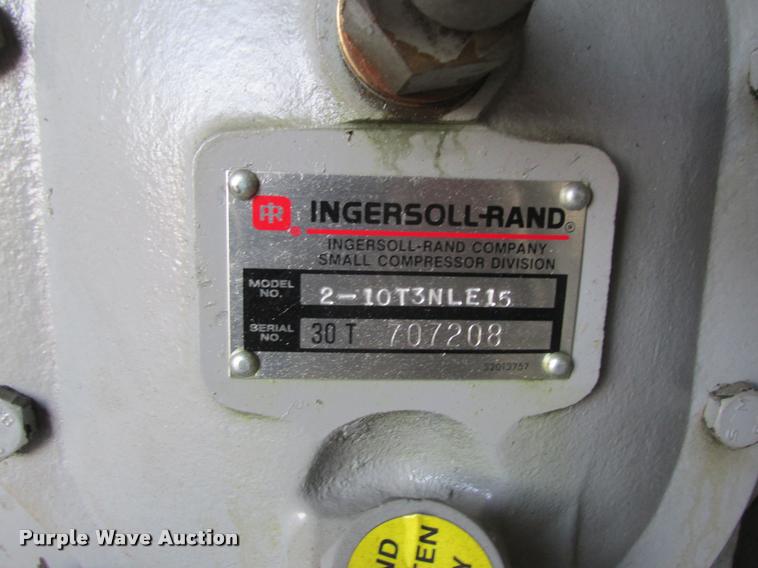 IR ® INGERSOLL-RAND ®
INGERSOLL-RAND COMPANY
SMALL COMPRESSOR DIVISION
MODEL NO. 2-10T3NLE15
SERIAL NO. 30T 707208
32013757
Purple Wave Auction